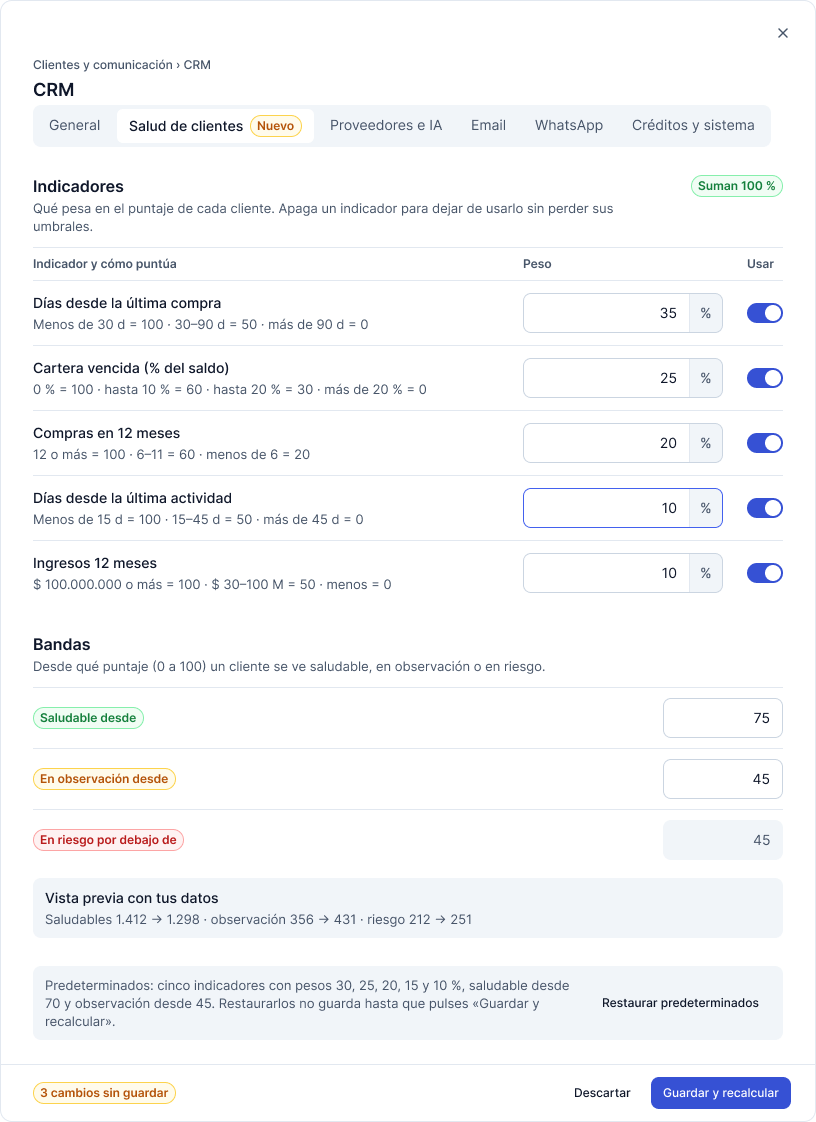 Clientes y comunicación › CRM
CRM
General
Salud de clientes
Nuevo
Proveedores e IA
Email
WhatsApp
Créditos y sistema
Indicadores
Suman 100 %
Qué pesa en el puntaje de cada cliente. Apaga un indicador para dejar de usarlo sin perder sus
umbrales.
Indicador y cómo puntúa
Peso
Usar
Días desde la última compra
Menos de 30 d = 100 · 30–90 d = 50 · más de 90 d = 0
35 %
Cartera vencida (% del saldo)
0 % = 100 · hasta 10 % = 60 · hasta 20 % = 30 · más de 20 % = 0
25 %
Compras en 12 meses
12 o más = 100 · 6–11 = 60 · menos de 6 = 20
20 %
Días desde la última actividad
Menos de 15 d = 100 · 15–45 d = 50 · más de 45 d = 0
10 %
Ingresos 12 meses
$ 100.000.000 o más = 100 · $ 30–100 M = 50 · menos = 0
10 %
Bandas
Desde qué puntaje (0 a 100) un cliente se ve saludable, en observación o en riesgo.
Saludable desde
75
En observación desde
45
En riesgo por debajo de
45
Vista previa con tus datos
Saludables 1.412 → 1.298 · observación 356 → 431 · riesgo 212 → 251
Predeterminados: cinco indicadores con pesos 30, 25, 20, 15 y 10 %, saludable desde
70 y observación desde 45. Restaurarlos no guarda hasta que pulses «Guardar y
recalcular».
Restaurar predeterminados
3 cambios sin guardar
Descartar
Guardar y recalcular